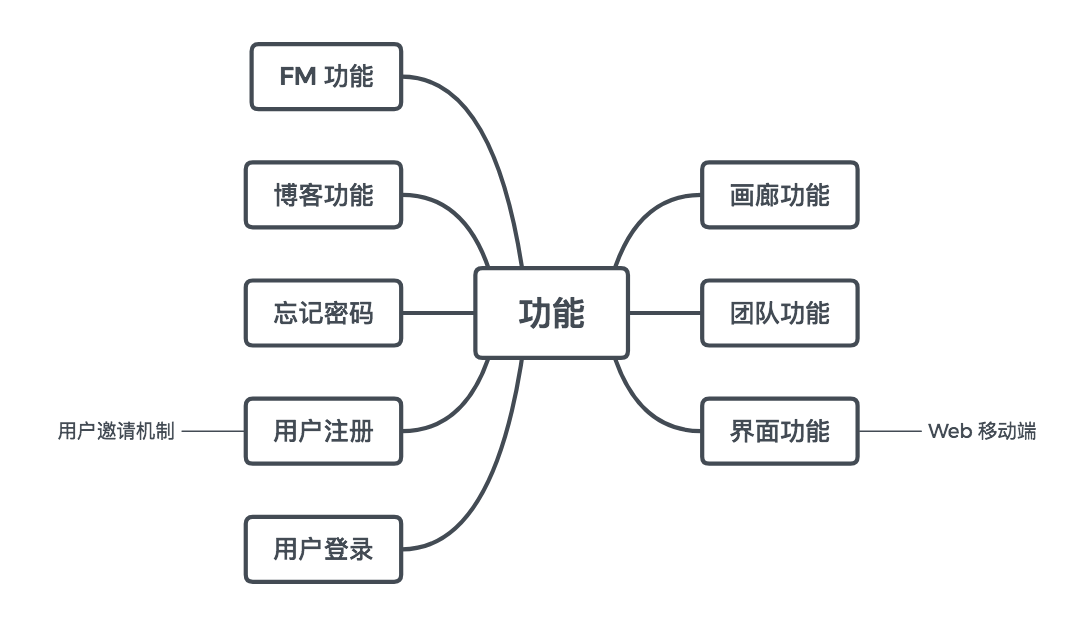 FM 功能
博客功能
画廊功能
忘记密码
功能
团队功能
用户邀请机制
用户注册
界面功能
Web 移动端
用户登录